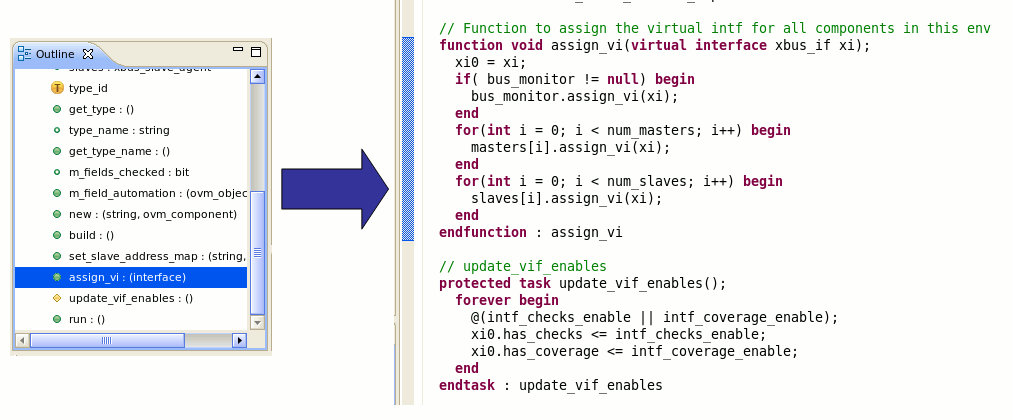 Outline
slaves : xbus_slave_agent
type_id
get_type : ()
type_name : string
get_type_name : ()
m_fields_checked : bit
m_field_automation : (ovm_objec
new : (string, ovm_component)
build : ()
set_slave_address_map : (string,
assign_vi : (interface)
update_vif_enables : ()
run : ()
// Function to assign the virtual intf for all components in this env
function void assign_vi(virtual interface xbus_if xi);
xi0 = xi;
if( bus_monitor != null) begin
bus_monitor.assign_vi(xi);
end
for(int i = 0; i < num_masters; i++) begin
masters[i].assign_vi(xi);
end
for(int i = 0; i < num_slaves; i++) begin
slaves[i].assign_vi(xi);
end
endfunction : assign_vi
// update_vif_enables
protected task update_vif_enables();
forever begin
@(intf_checks_enable || intf_coverage_enable);
xi0.has_checks <= intf_checks_enable;
xi0.has_coverage <= intf_coverage_enable;
end
endtask : update_vif_enables